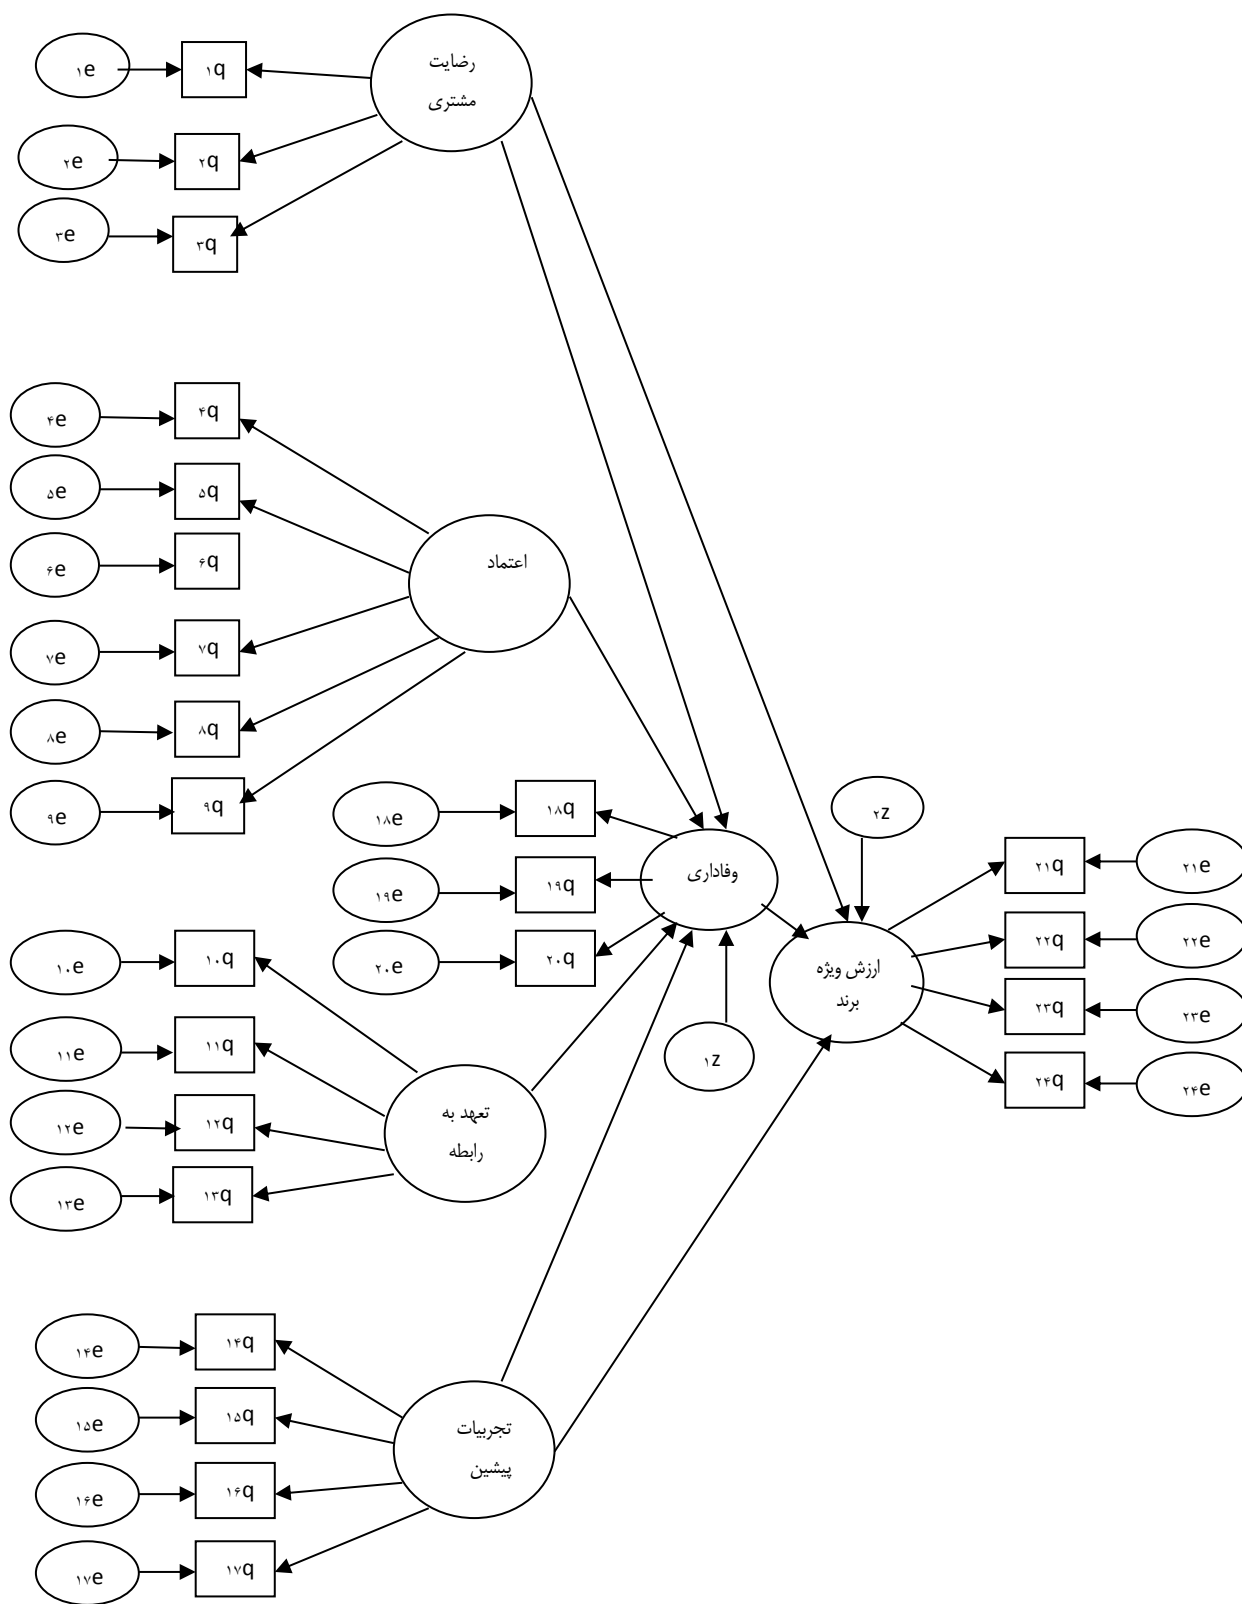 رضایت
مشتری
۱e
۱q
۲e
۲q
۳e
۳q
۴e
۴q
۵e
۵q
اعتماد
۶e
۶q
۷e
۷q
۸e
۸q
۹e
۹q
۱۸e
۱۸q
۲z
وفاداری
۱۹e
۱۹q
۲۱q
۲۱e
۱۰e
۱۰q
۲۰e
۲۰q
ارزش ویژه
برند
۲۲q
۲۲e
۲۳q
۲۳e
۱۱e
۱۱q
۱z
۲۴q
۲۴e
تعهد به
رابطه
۱۲e
۱۲q
۱۳e
۱۳q
۱۴e
۱۴q
تجربیات
پیشین
۱۵e
۱۵q
۱۶e
۱۶q
۱۷e
۱۷q